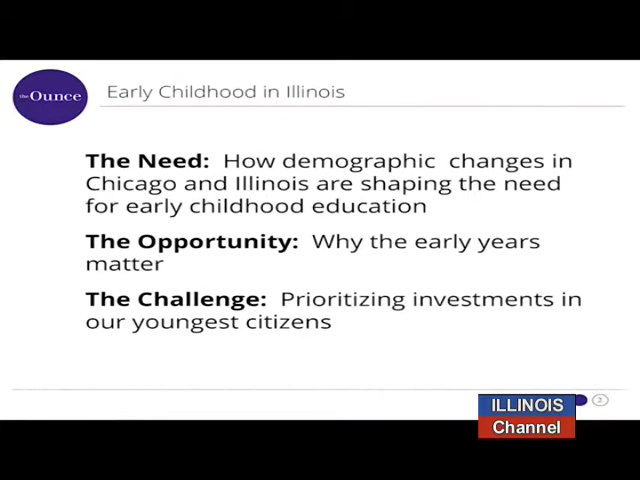 the Ounce
Early Childhood in Illinois
The Need: How demographic changes in
Chicago and Illinois are shaping the need
for early childhood education
The Opportunity: Why the early years
matter
The Challenge: Prioritizing investments in
our youngest citizens
ILLINOIS
Channel
2